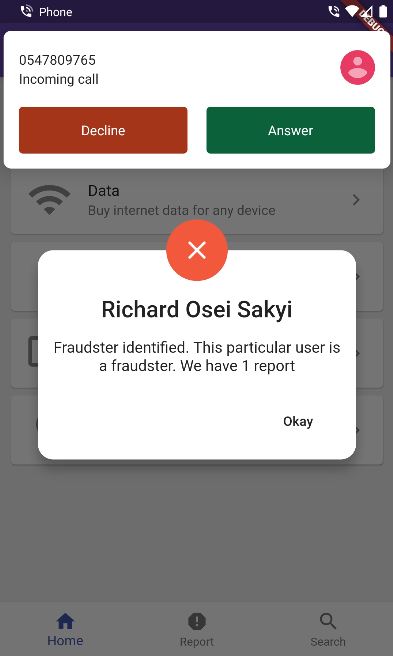 Phone
DEBUG
0547809765
Incoming call
Decline
Answer
Data
Buy internet data for any device
Richard Osei Sakyi
Fraudster identified. This particular user is
a fraudster. We have 1 report
Okay
Home
Report
Search